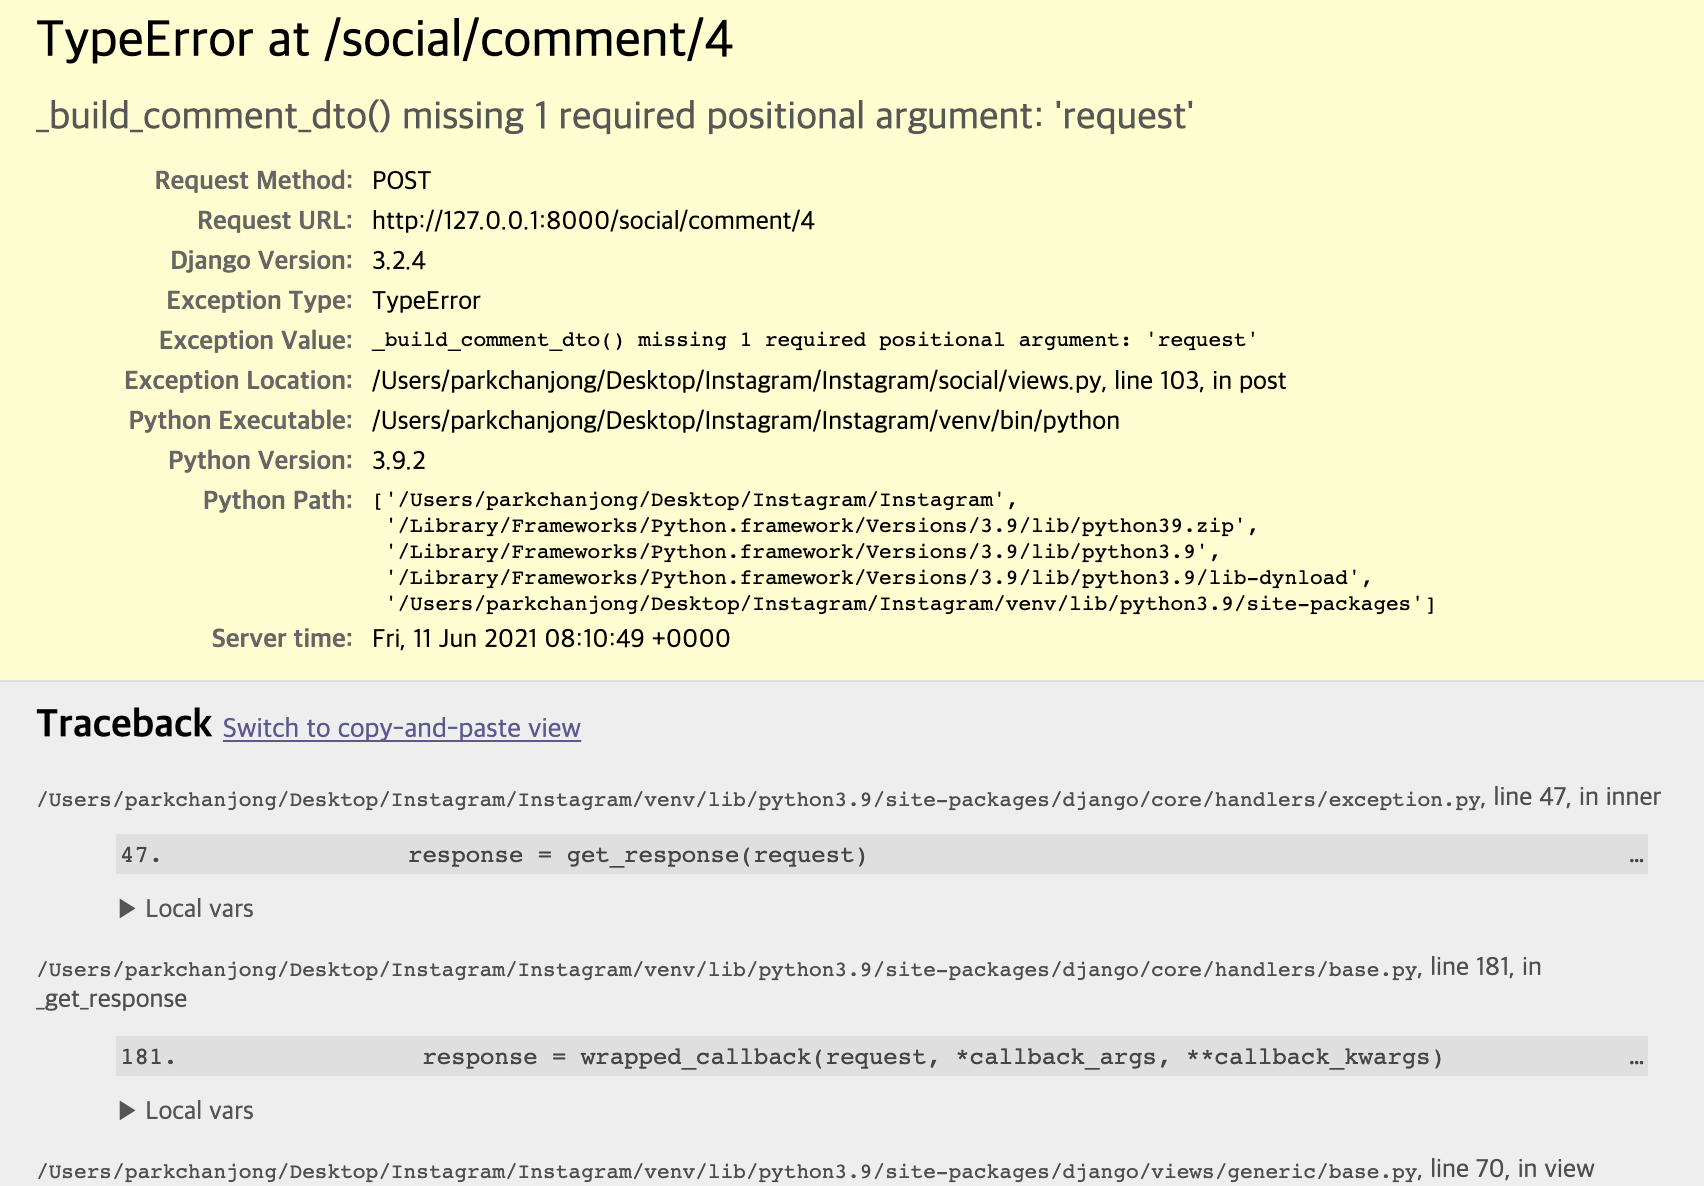 TypeError at /social/comment/4
_build_comment_dto() missing 1 required positional argument: 'request'
Request Method: POST
Request URL: http://127.0.0.1:8000/social/comment/4
Django Version: 3.2.4
Exception Type: TypeError
Exception Value: _build_comment_dto() missing 1 required positional argument: 'request'
Exception Location: /Users/parkchanjong/Desktop/Instagram/Instagram/social/views.py, line 103, in post
Python Executable: /Users/parkchanjong/Desktop/Instagram/Instagram/venv/bin/python
Python Version: 3.9.2
Python Path: ['/Users/parkchanjong/Desktop/Instagram/Instagram',
'/Library/Frameworks/Python.framework/Versions/3.9/lib/python39.zip',
'/Library/Frameworks/Python.framework/Versions/3.9/lib/python3.9',
'/Library/Frameworks/Python.framework/Versions/3.9/lib/python3.9/lib-dynload',
'/Users/parkchanjong/Desktop/Instagram/Instagram/venv/lib/python3.9/site-packages']
Server time: Fri, 11 Jun 2021 08:10:49 +0000
Traceback Switch to copy-and-paste view
/Users/parkchanjong/Desktop/Instagram/Instagram/venv/lib/python3.9/site-packages/django/core/handlers/exception.py, line 47, in inner
47. response = get_response(request) …
▶ Local vars
/Users/parkchanjong/Desktop/Instagram/Instagram/venv/lib/python3.9/site-packages/django/core/handlers/base.py, line 181, in
_get_response
181. response = wrapped_callback(request, *callback_args, **callback_kwargs) …
▶ Local vars
/Users/parkchanjong/Desktop/Instagram/Instagram/venv/lib/python3.9/site-packages/django/views/generic/base.py, line 70, in view